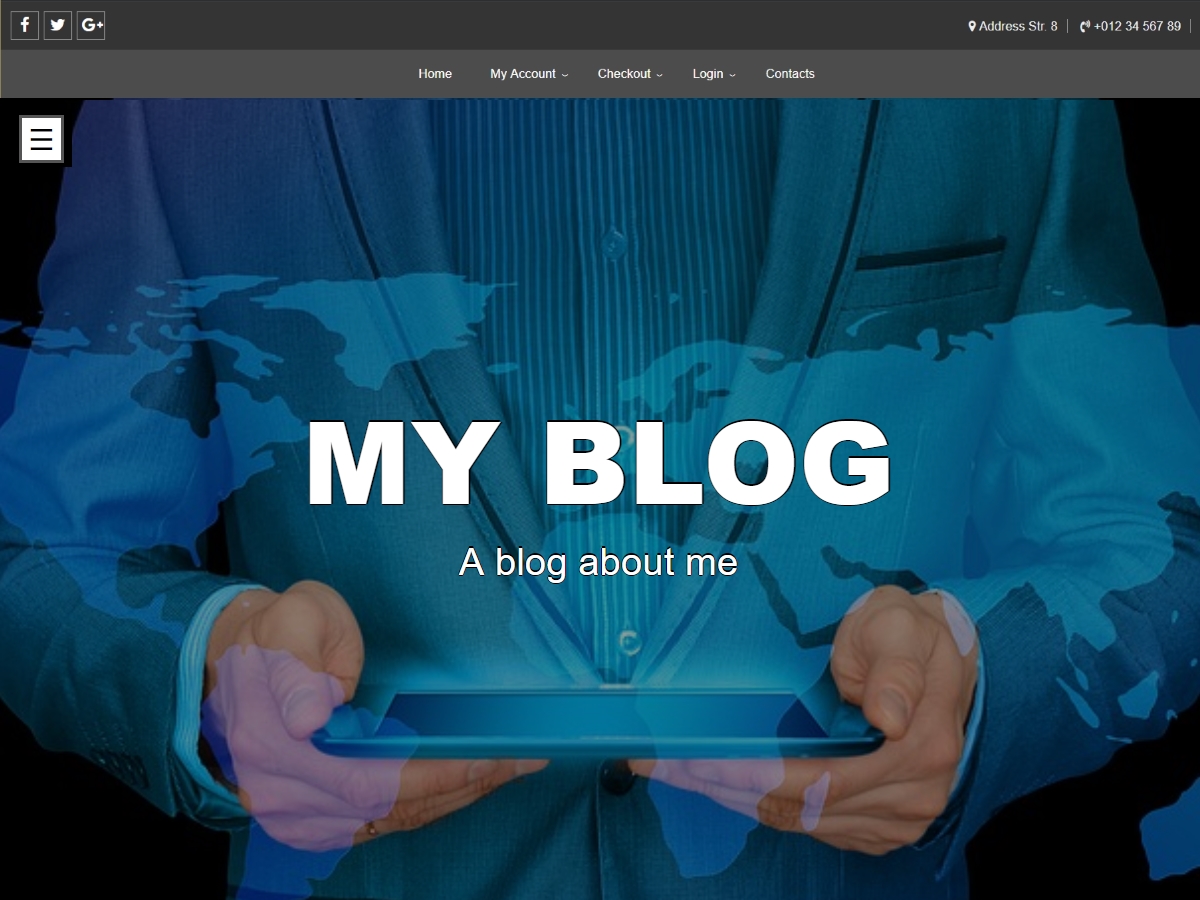 f G+ Address Str. 8 +012 34 567 89
Home My Account Checkout Login Contacts
MY BLOG
A blog about me